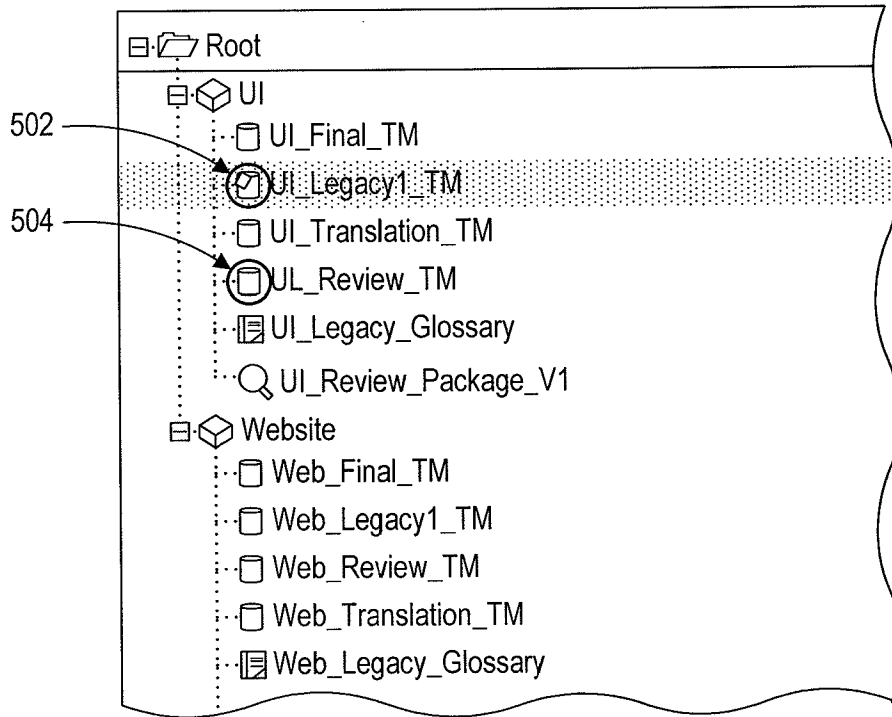 Root
UI
502
UI_Final_TM
UI_Legacy1_TM
504
UI_Translation_TM
UL_Review_TM
UI_Legacy_Glossary
UI_Review_Package_V1
Website
Web_Final_TM
Web_Legacy1_TM
Web_Review_TM
Web_Translation_TM
Web_Legacy_Glossary